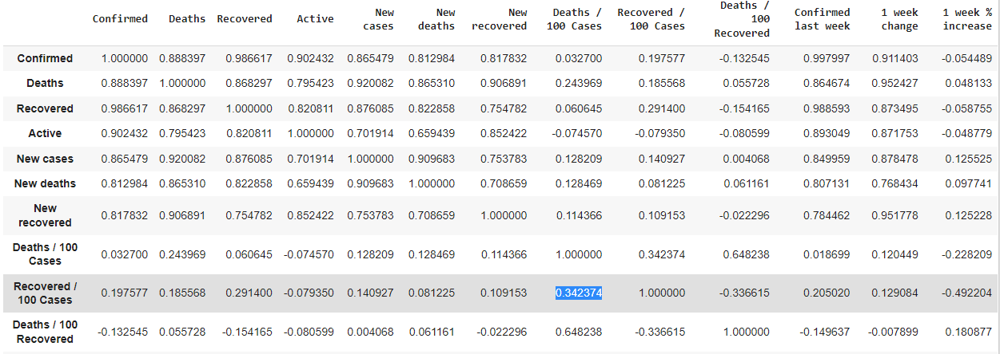 Confirmed Deaths Recovered Active New cases New deaths New recovered Deaths / 100 Cases Recovered / 100 Cases Deaths / 100 Recovered Confirmed last week 1 week change 1 week % increase
Confirmed 1.000000 0.888397 0.986617 0.902432 0.865479 0.812984 0.817832 0.032700 0.197577 -0.132545 0.997997 0.911403 -0.054489
Deaths 0.888397 1.000000 0.868297 0.795423 0.920082 0.865310 0.906891 0.243969 0.185568 0.055728 0.864674 0.952427 0.048133
Recovered 0.986617 0.868297 1.000000 0.820811 0.876085 0.822858 0.754782 0.060645 0.291400 -0.154165 0.988593 0.873495 -0.058755
Active 0.902432 0.795423 0.820811 1.000000 0.701914 0.659439 0.852422 -0.074570 -0.079350 -0.080599 0.893049 0.871753 -0.048779
New cases 0.865479 0.920082 0.876085 0.701914 1.000000 0.909683 0.753783 0.128209 0.140927 0.004068 0.849959 0.878478 0.125525
New deaths 0.812984 0.865310 0.822858 0.659439 0.909683 1.000000 0.708659 0.128469 0.081225 0.061161 0.807131 0.768434 0.097741
New recovered 0.817832 0.906891 0.754782 0.852422 0.753783 0.708659 1.000000 0.114366 0.109153 -0.022296 0.784462 0.951778 0.125228
Deaths / 100 Cases 0.032700 0.243969 0.060645 -0.074570 0.128209 0.128469 0.114366 1.000000 0.342374 0.648238 0.018699 0.120449 -0.228209
Recovered / 100 Cases 0.197577 0.185568 0.291400 -0.079350 0.140927 0.081225 0.109153 0.342374 1.000000 -0.336615 0.205020 0.129084 -0.492204
Deaths / 100 Recovered -0.132545 0.055728 -0.154165 -0.080599 0.004068 0.061161 -0.022296 0.648238 -0.336615 1.000000 -0.149637 -0.007899 0.180877